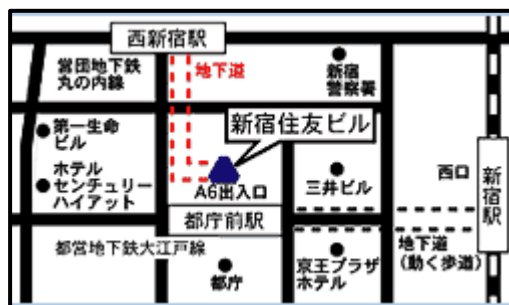 西新宿駅
営団地下鉄
丸の内線
地下道
新宿
警察署
第一生命
ビル
新宿住友ビル
ホテル
センチュリー
ハイアット
A6出入口
三井ビル
西口
新宿駅
都庁前駅
都営地下鉄大江戸線
都庁
京王プラザ
ホテル
地下道
(動く歩道)